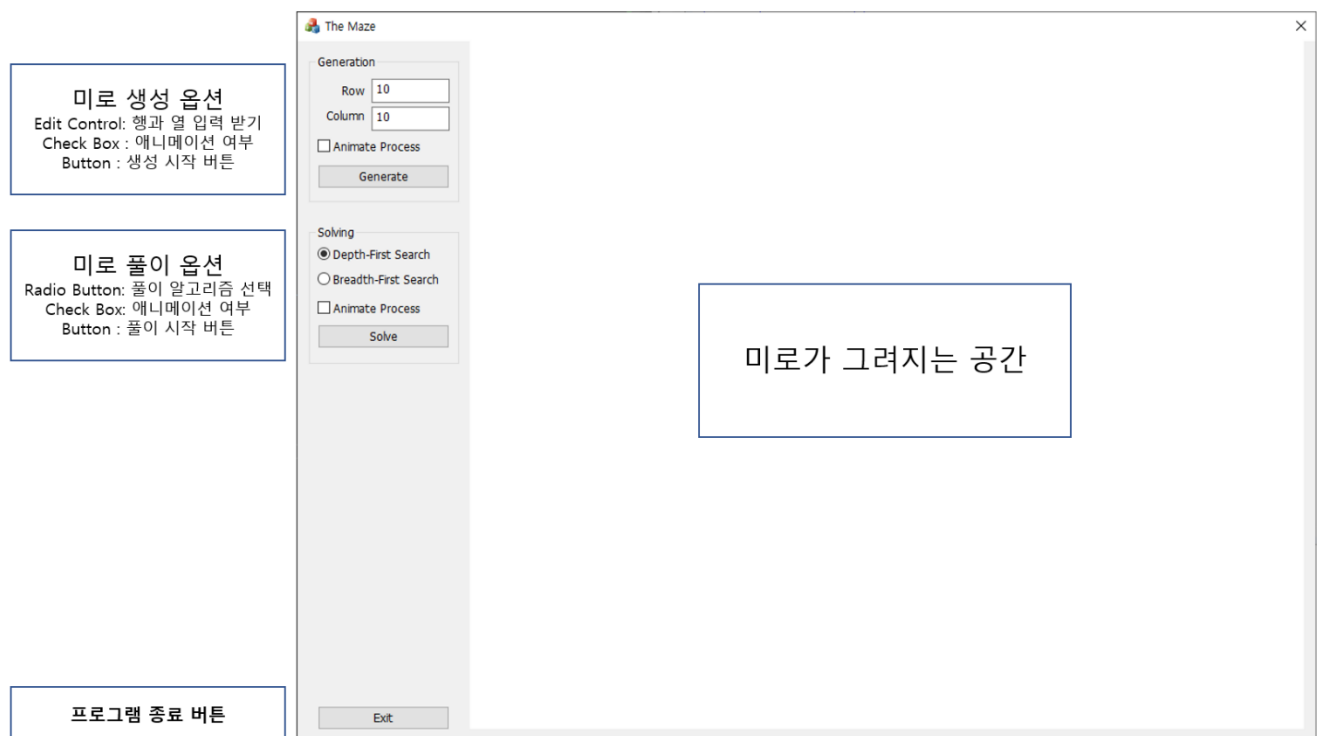 The Maze
미로 생성 옵션
Edit Control: 행과 열 입력 받기
Check Box : 애니메이션 여부
Button : 생성 시작 버튼
Generation
Row 10
Column 10
Animate Process
Generate
미로 풀이 옵션
Radio Button: 풀이 알고리즘 선택
Check Box: 애니메이션 여부
Button : 풀이 시작 버튼
Solving
Depth-First Search
Breadth-First Search
Animate Process
Solve
미로가 그려지는 공간
프로그램 종료 버튼
Exit